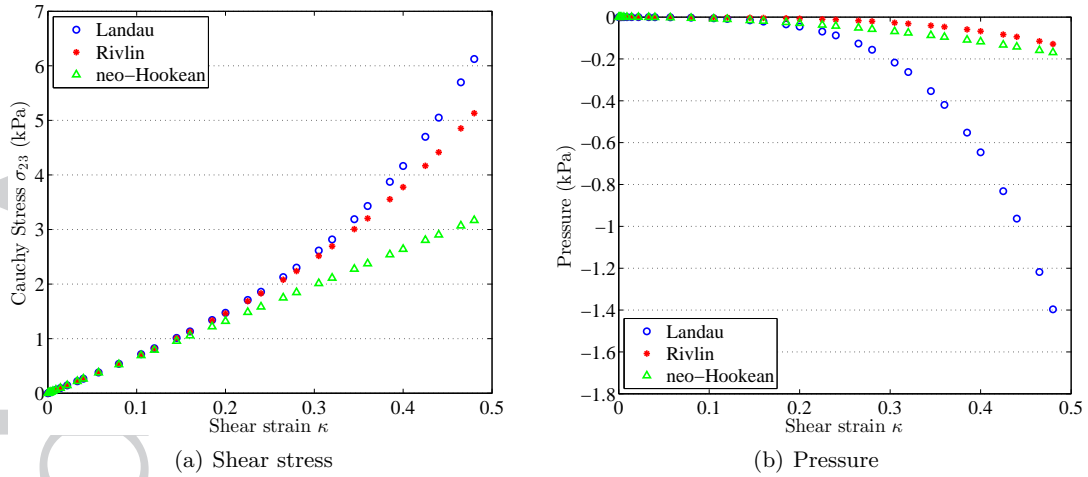 7
6
5
4
3
2
1
0
Cauchy Stress σ23 (kPa)
Landau
Rivlin
neo−Hookean
0
0.1
0.2
0.3
0.4
0.5
Shear strain κ
(a) Shear stress
0
−0.2
−0.4
−0.6
−0.8
−1
−1.2
−1.4
−1.6
−1.8
Pressure (kPa)
Landau
Rivlin
neo−Hookean
0
0.1
0.2
0.3
0.4
0.5
Shear strain κ
(b) Pressure